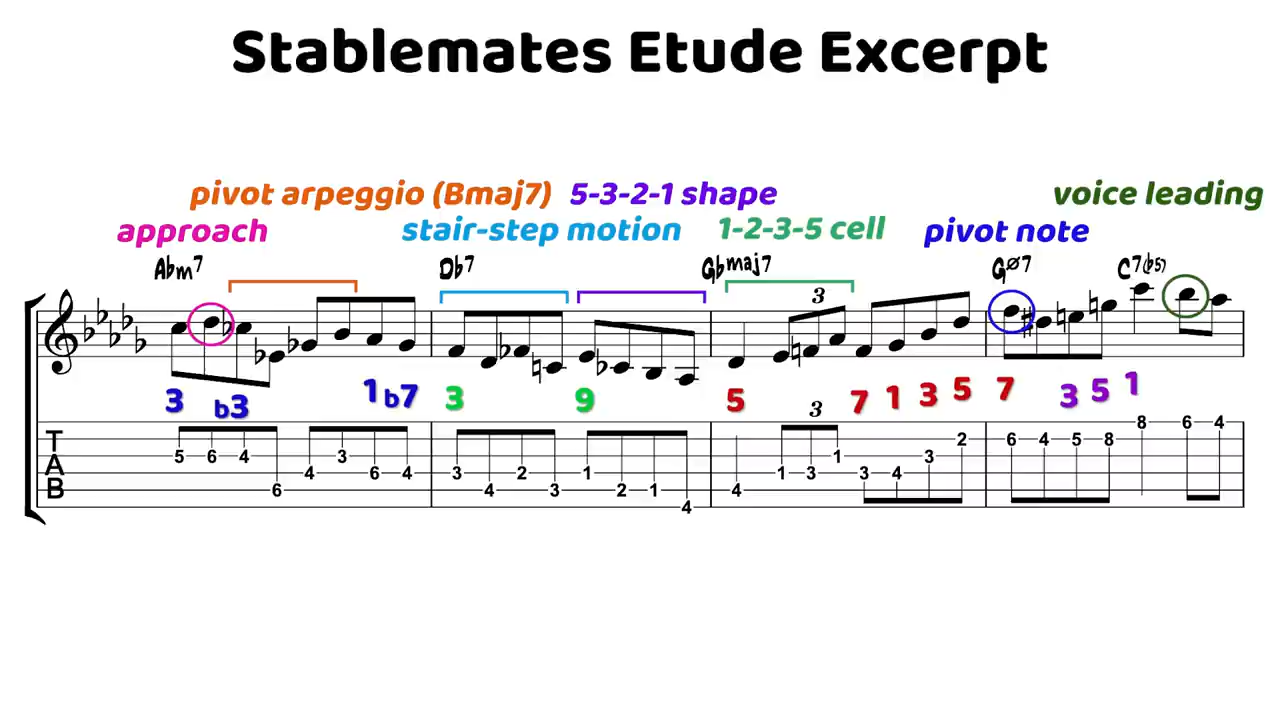 Stablemates Etude Excerpt
pivot arpeggio (Bmaj7) 5-3-2-1 shape voice leading
approach stair-step motion 1-2-3-5 cell pivot note
Abm7 Db7 Gbmaj7 Gø7 C7(b5)
3
3 b3 1 b7 3 9 5 7 1 3 5 7 3 5 1
3
TAB
5 6 4 6 4 3 6 4 3 4 2 3 1 2 1 4 4 1 3 1 3 4 3 2 6 4 5 8 8 6 4